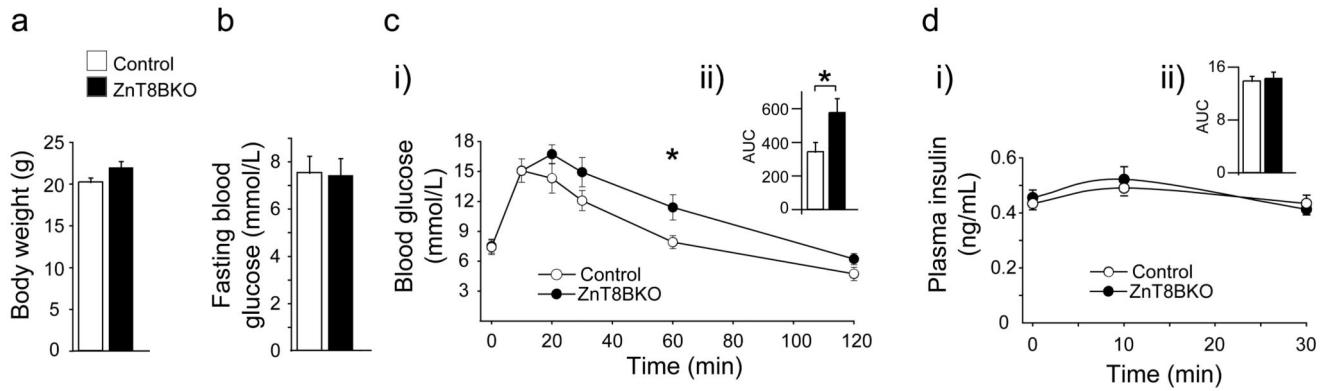 a
Control
ZnT8BKO
Body weight (g)
25
20
15
10
5
0
b
Fasting blood
glucose (mmol/L)
8
6
4
2
0
c
i)
Blood glucose
(mmol/L)
18
15
12
9
6
3
*
Control
ZnT8BKO
0 20 40 60 80 100 120
Time (min)
ii)
*
AUC
600
400
200
0
d
i)
Plasma insulin
(ng/mL)
0.6
0.4
0.2
0
Control
ZnT8BKO
0 10 20 30
Time (min)
ii)
AUC
16
8
0